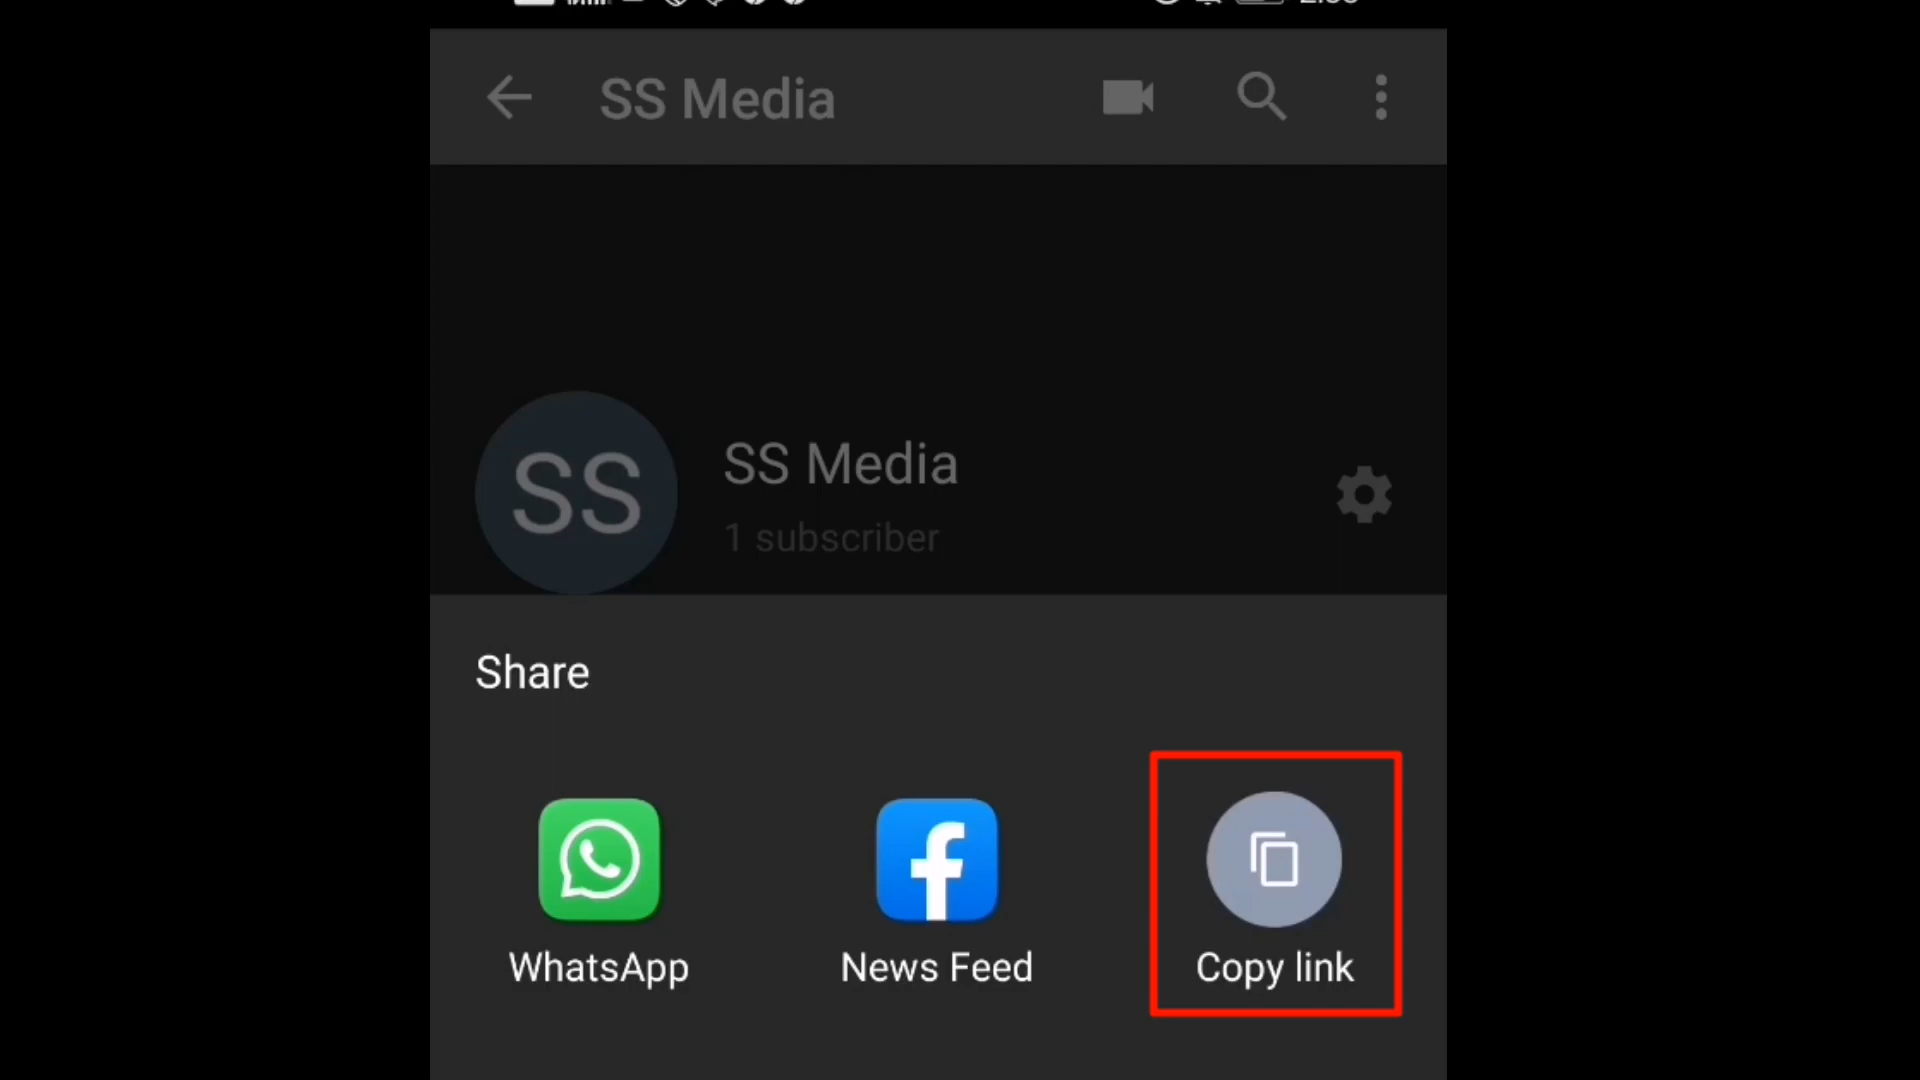 SS Media
SS
SS Media
1 subscriber
Share
WhatsApp
News Feed
Copy link